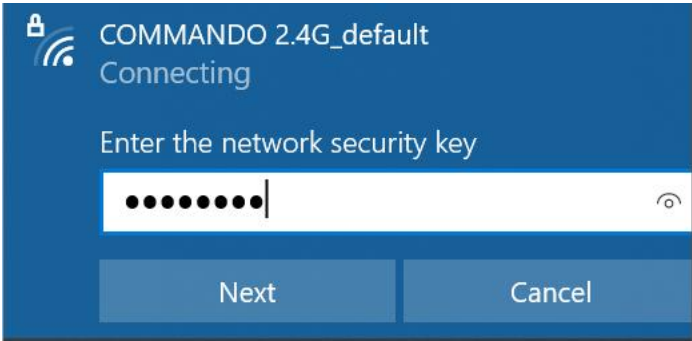 COMMANDO 2.4G_default
Connecting
Enter the network security key
••••••••
Next
Cancel